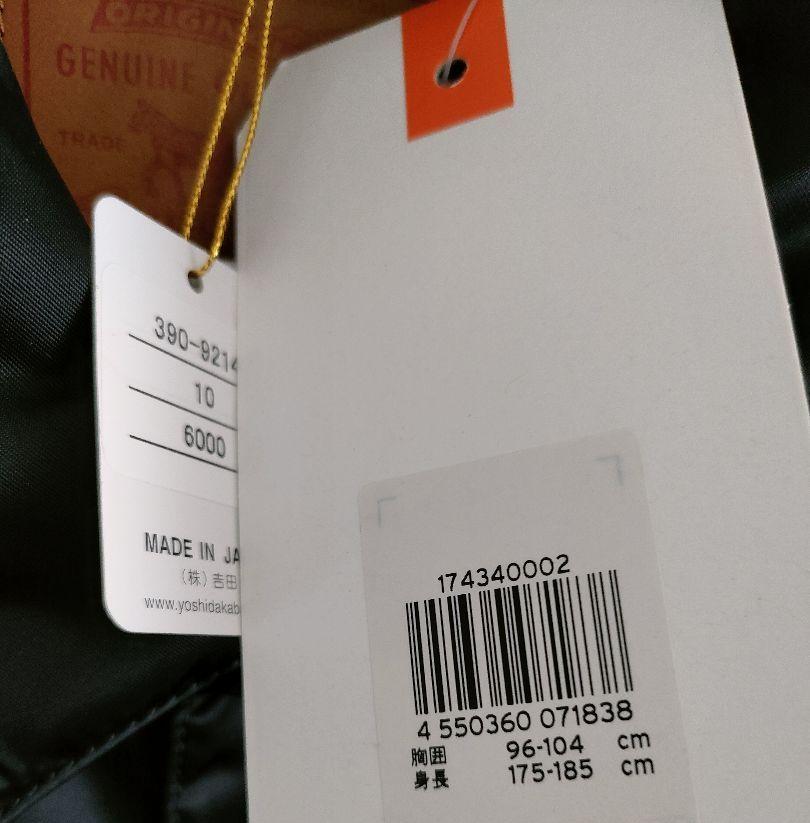 ORIGIN
GENUINE
TRADE
390-9214
10
6000
MADE IN JA
(株)吉田
www.yoshidakab
174340002
4 550360 071838
胸囲 96-104 cm
身長 175-185 cm